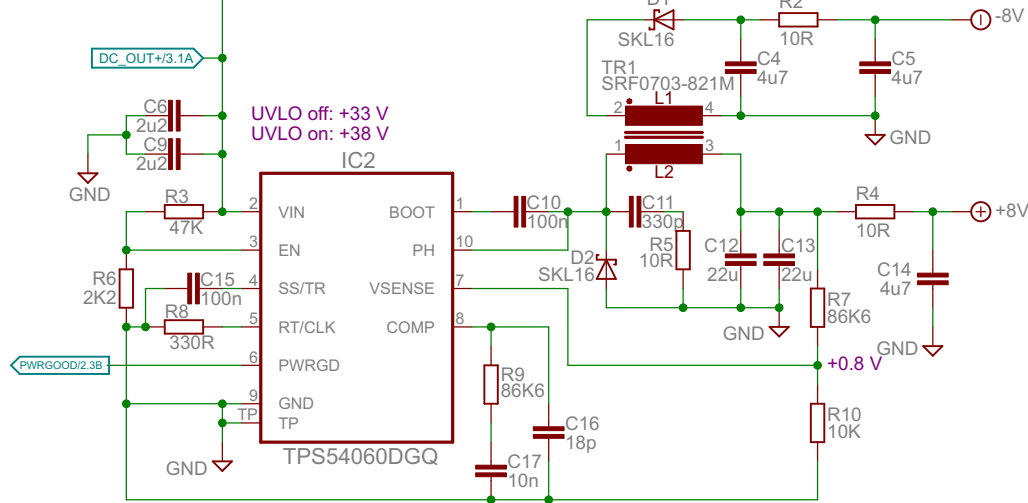 D1
SKL16
R2
10R
-8V
DC_OUT+/3.1A
C4
4u7
C5
4u7
TR1
SRF0703-821M
L1
2
4
GND
C6
2u2
C9
2u2
GND
UVLO off: +33 V
UVLO on: +38 V
1
3
L2
IC2
R3
47K
2
VIN
BOOT
1
C10
100n
C11
330p
R4
10R
+8V
3
EN
PH
10
R5
10R
C12
22u
C13
22u
D2
SKL16
C14
4u7
R6
2K2
C15
100n
4
SS/TR
VSENSE
7
R7
86K6
R8
330R
5
RT/CLK
COMP
8
GND
GND
PWRGOOD/2.3B
6
PWRGD
+0.8 V
R9
86K6
9
GND
TP
TP
R10
10K
C16
18p
GND
TPS54060DGQ
C17
10n